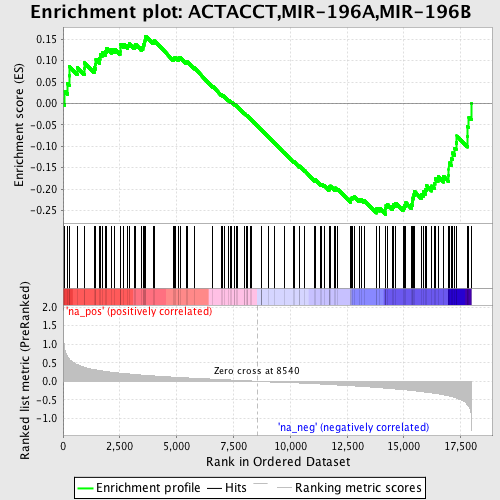 Enrichment plot: ACTACCT,MIR-196A,MIR-196B
Enrichment score (ES)
0.15
0.10
0.05
0.00
-0.05
-0.10
-0.15
-0.20
-0.25
'na_pos' (positively correlated)
Ranked list metric (PreRanked)
2.0
1.5
1.0
0.5
0.0
-0.5
-1.0
Zero cross at 8540
'na_neg' (negatively correlated)
0
2,500
5,000
7,500
10,000
12,500
15,000
17,500
Rank in Ordered Dataset
Enrichment profile
Hits
Ranking metric scores